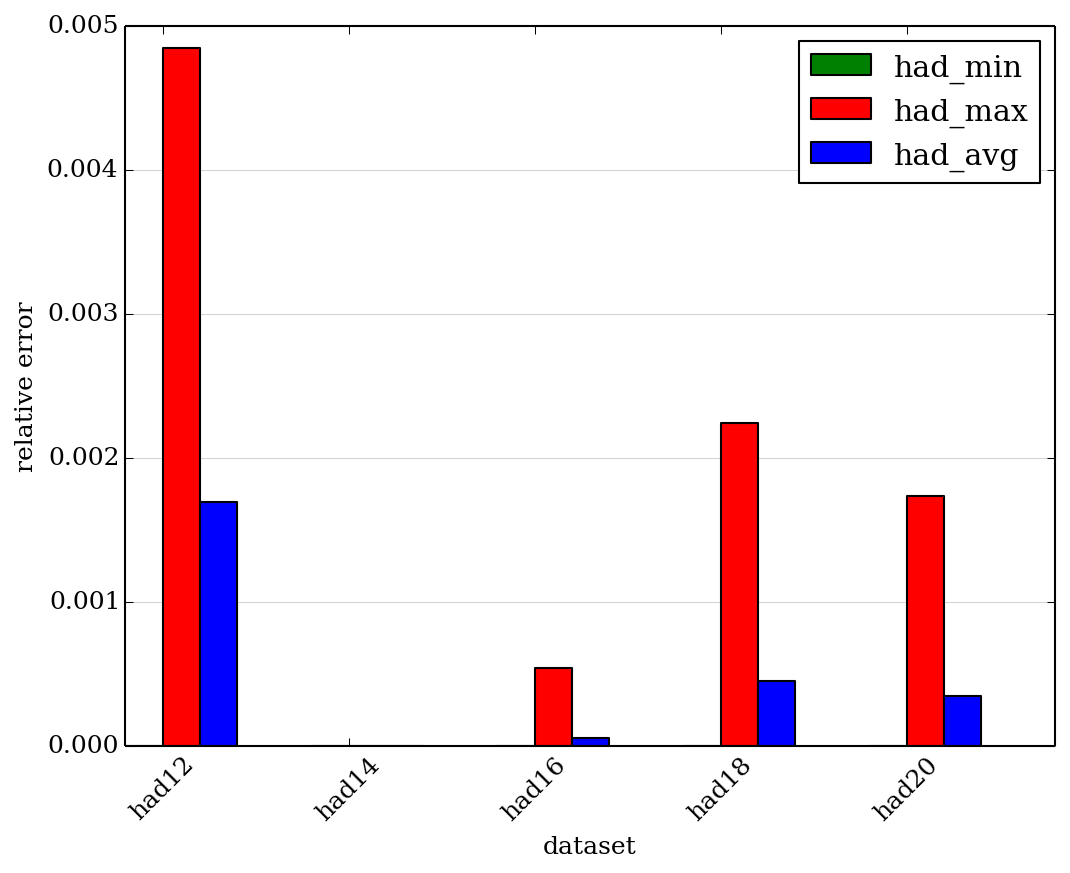 0.005
0.004
0.003
0.002
0.001
0.000
relative error
had_min
had_max
had_avg
had12
had14
had16
had18
had20
dataset